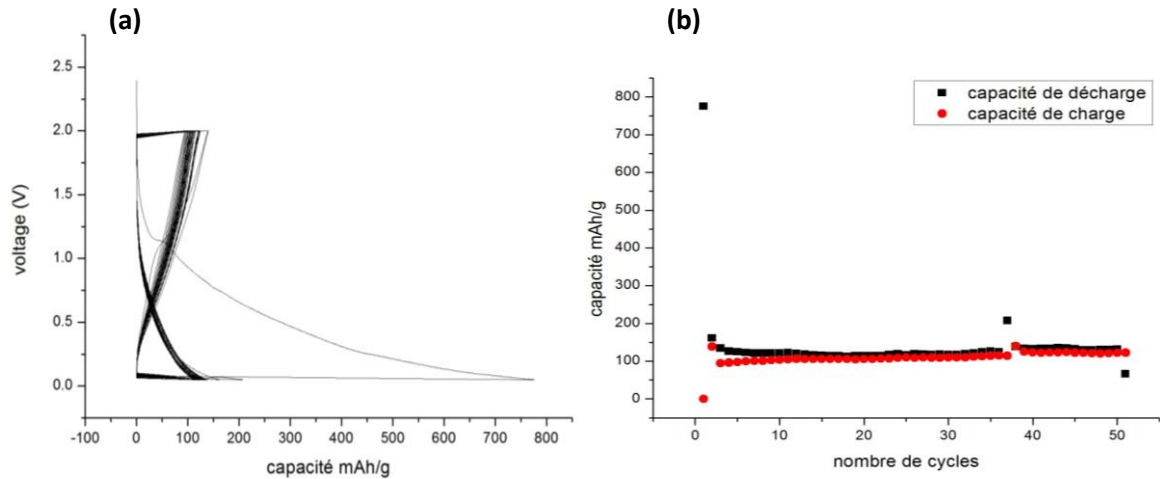 (a)
(b)
2.5
2.0
1.5
1.0
0.5
0.0
voltage (V)
-100 0 100 200 300 400 500 600 700 800
capacité mAh/g
capacité de décharge
capacité de charge
800
700
600
500
400
300
200
100
0
capacité mAh/g
0 10 20 30 40 50
nombre de cycles